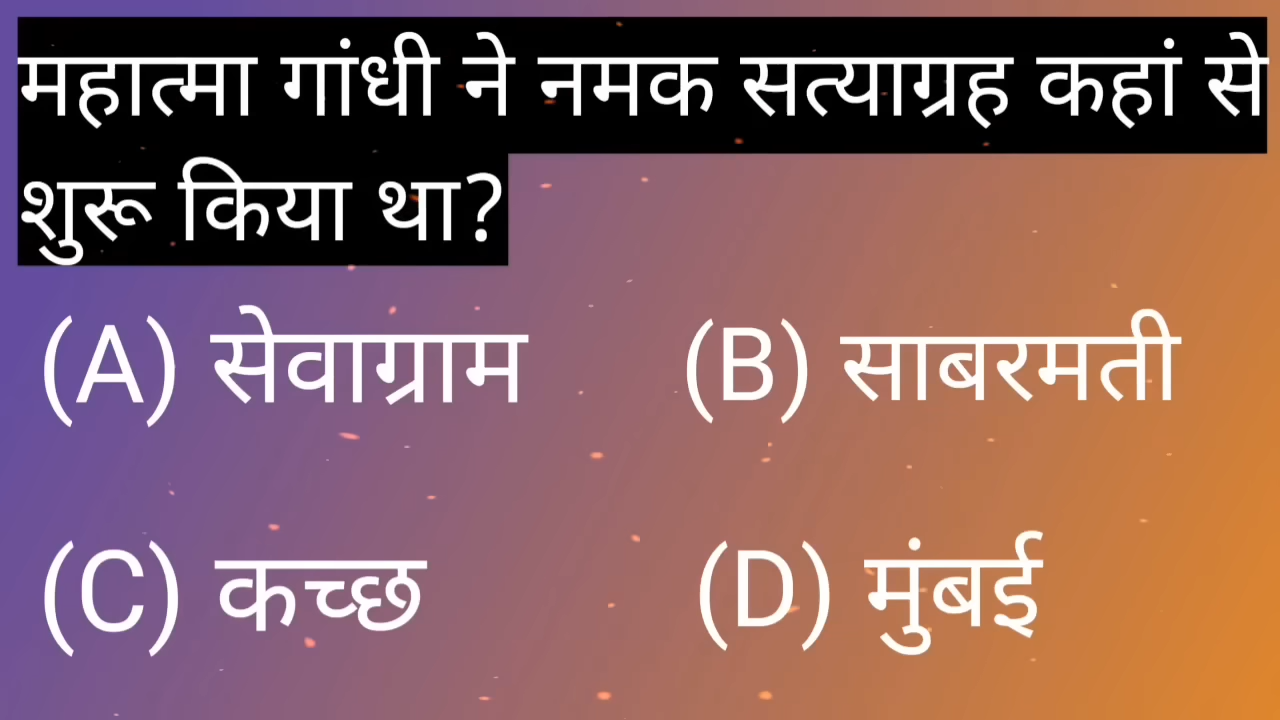 महात्मा गांधी ने नमक सत्याग्रह कहां से
शुरू किया था?
(A) सेवाग्राम (B) साबरमती
(C) कच्छ (D) मुंबई